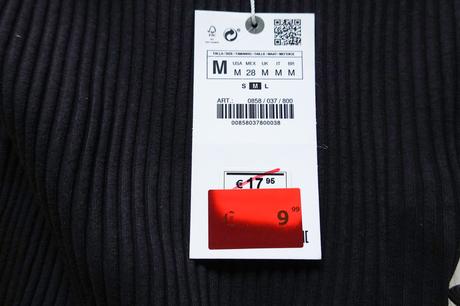 M
USA MEX UK IT BR
M 28 M M M
S M L
ART.: 0858 / 037 / 800
00858037800038
€ 17 95
€ 9 99